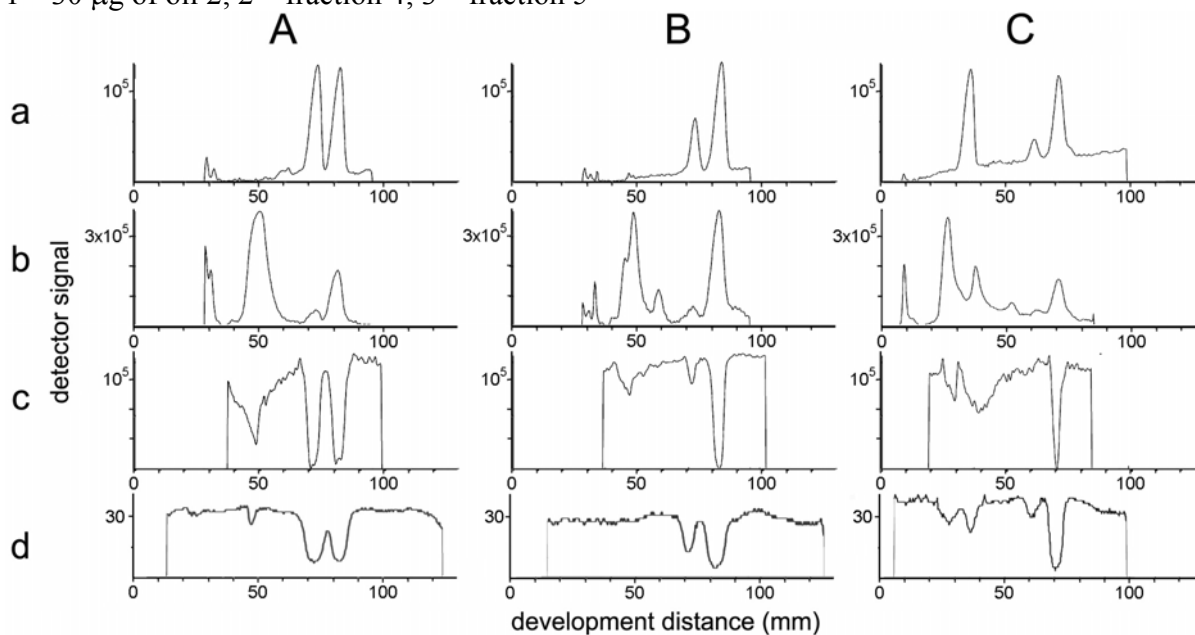 1 – 30 µg of oil 2; 2 – fraction 4; 3 – fraction 5
A B C
a
10⁵ 10⁵ 10⁵
0 50 100 0 50 100 0 50 100
b
3x10⁵ 3x10⁵ 3x10⁵
0 50 100 0 50 100 0 50 100
detector signal
c
10⁵ 10⁵ 10⁵
0 50 100 0 50 100 0 50 100
d
30 30 30
0 50 100 0 50 100 0 50 100
development distance (mm)